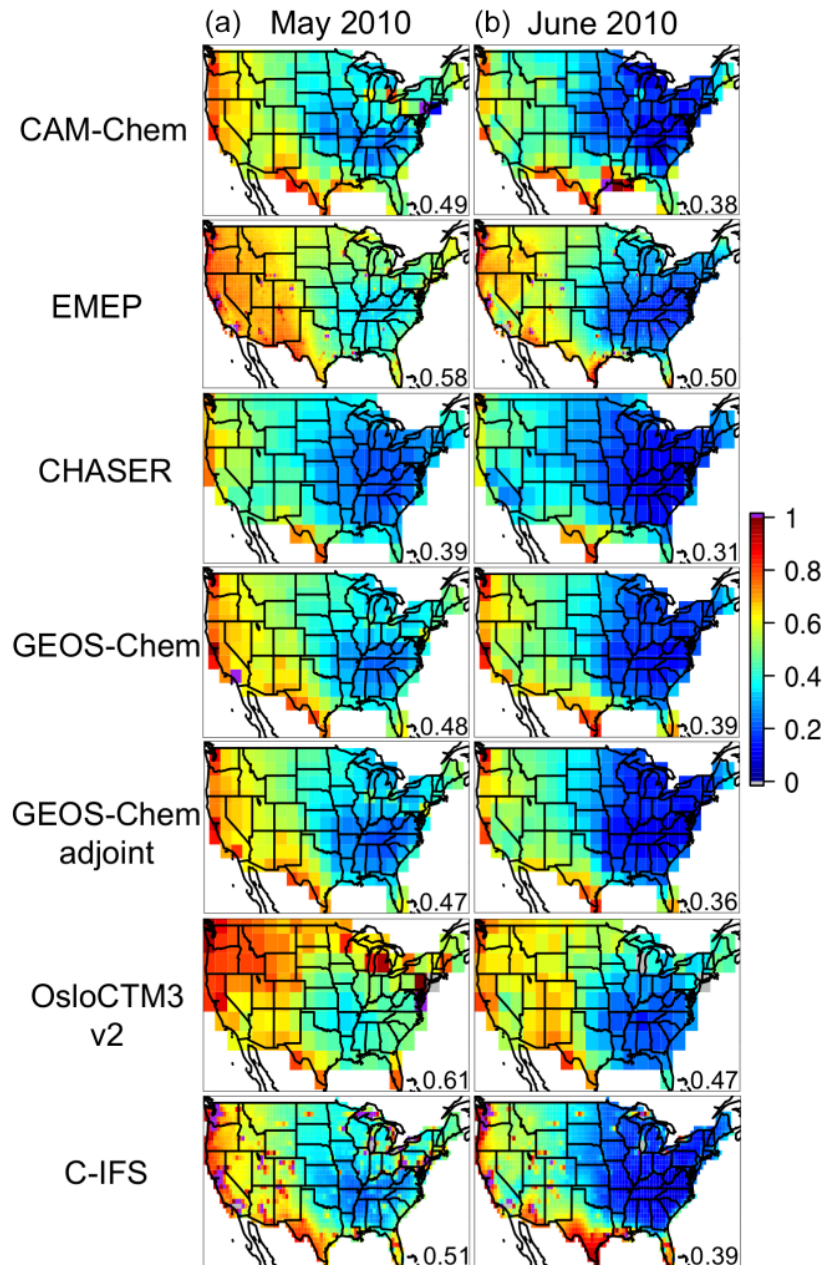 (a) May 2010 (b) June 2010
CAM-Chem
0.49 0.38
EMEP
0.58 0.50
CHASER
0.39 0.31
1
0.8
GEOS-Chem
0.6
0.4
0.48 0.39
0.2
0
GEOS-Chem
adjoint
0.47 0.36
OsloCTM3
v2
0.61 0.47
C-IFS
0.51 0.39